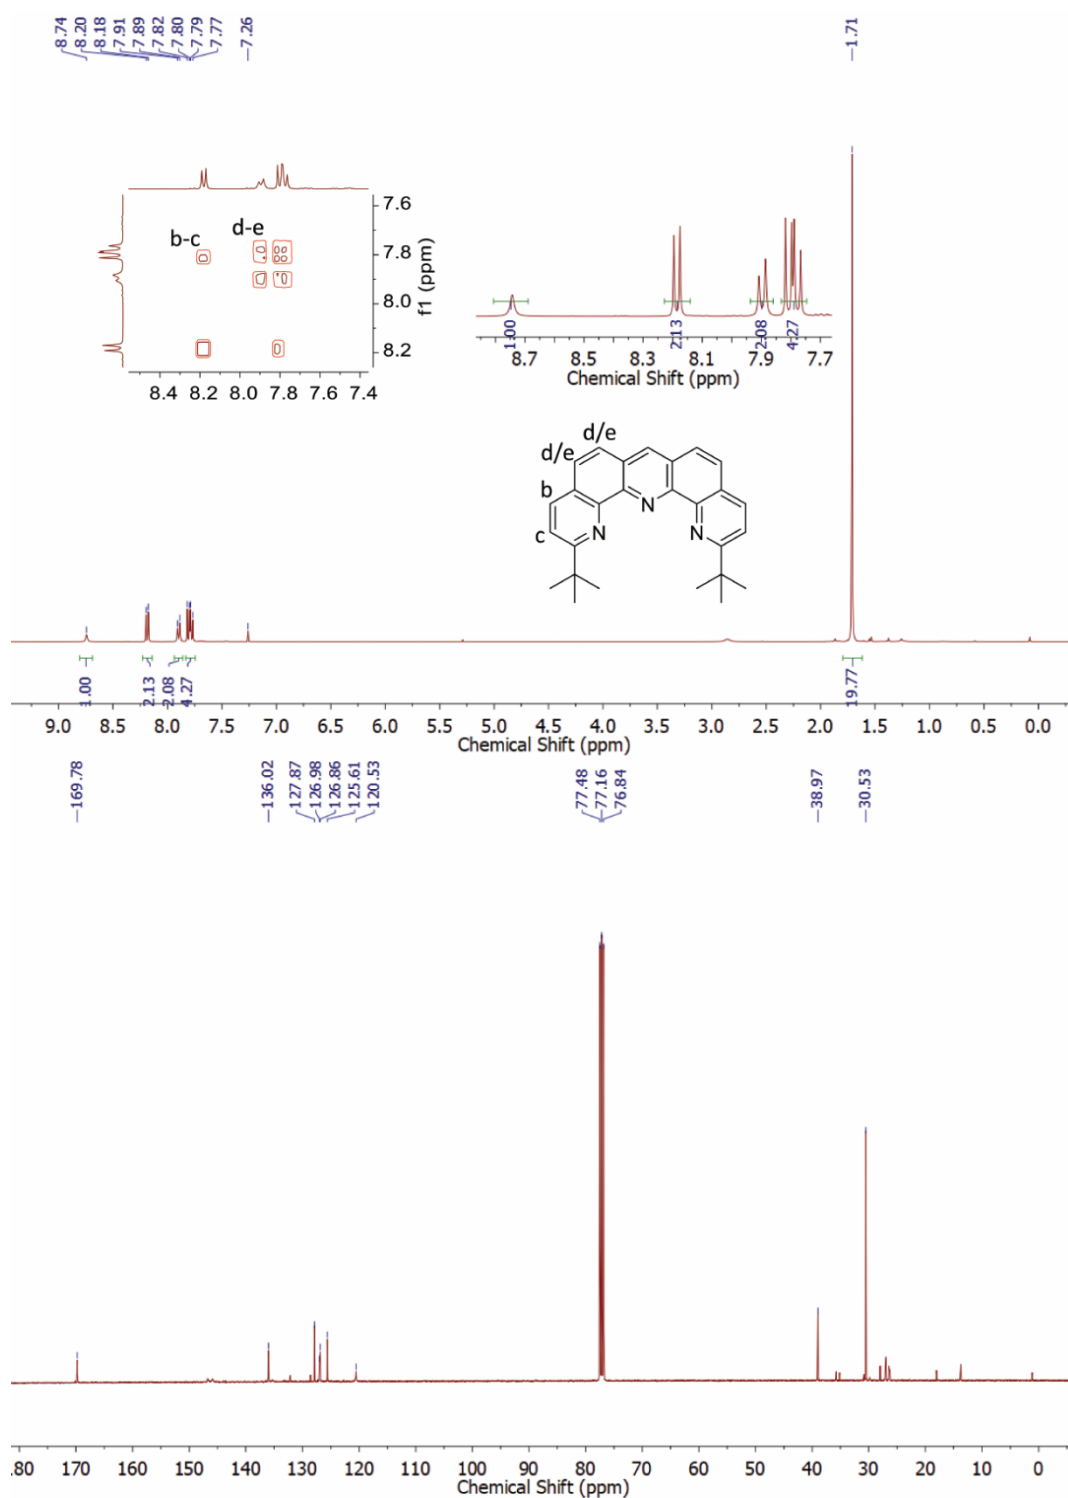 8.74
8.20
8.18
7.91
7.89
7.82
7.80
7.79
7.77
7.26
1.71
b-c
d-e
7.6
7.8
8.0
8.2
f1 (ppm)
8.4 8.2 8.0 7.8 7.6 7.4
1.00
2.13
2.08
4.27
8.7 8.5 8.3 8.1 7.9 7.7
Chemical Shift (ppm)
d/e
d/e
b
c
N
N
N
1.00
2.13
2.08
4.27
19.77
9.0 8.5 8.0 7.5 7.0 6.5 6.0 5.5 5.0 4.5 4.0 3.5 3.0 2.5 2.0 1.5 1.0 0.5 0.0
Chemical Shift (ppm)
169.78
136.02
127.87
126.98
126.86
125.61
120.53
77.48
77.16
76.84
38.97
30.53
.80 170 160 150 140 130 120 110 100 90 80 70 60 50 40 30 20 10 0
Chemical Shift (ppm)